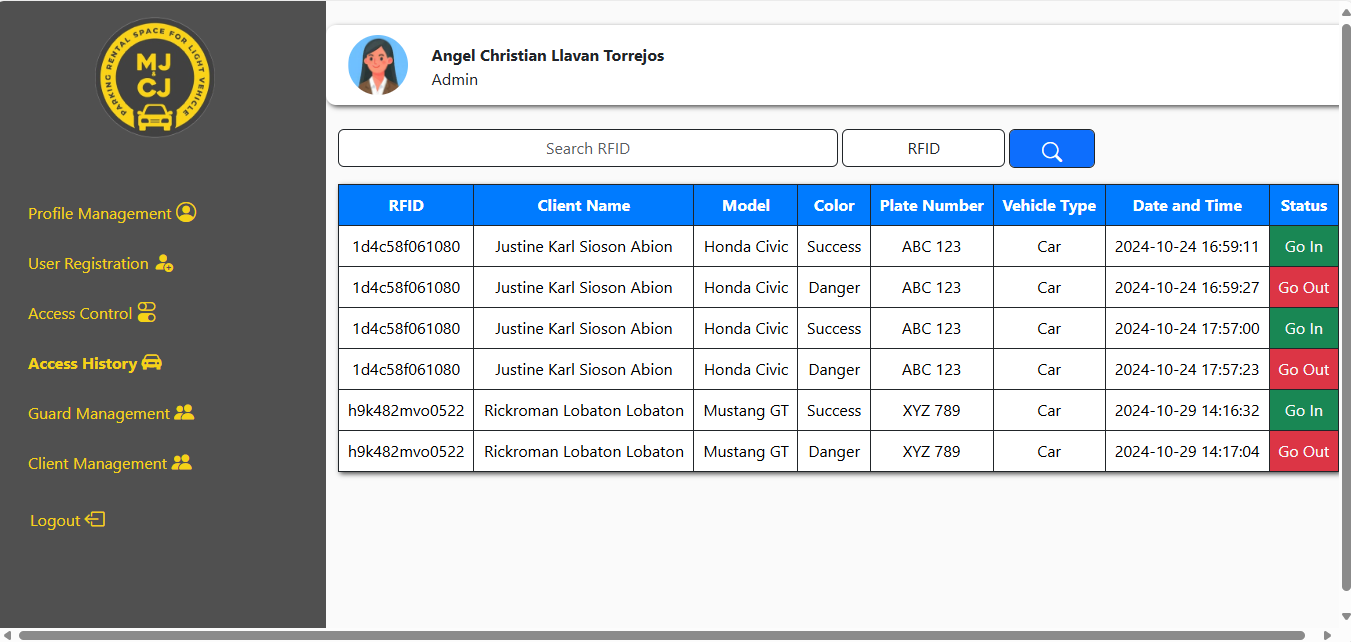 PARKING RENTAL SPACE FOR LIGHT VEHICLE
MJ
&
CJ
Profile Management
User Registration
Access Control
Access History
Guard Management
Client Management
Logout
Angel Christian Llavan Torrejos
Admin
Search RFID RFID
RFID Client Name Model Color Plate Number Vehicle Type Date and Time Status
1d4c58f061080 Justine Karl Sioson Abion Honda Civic Success ABC 123 Car 2024-10-24 16:59:11 Go In
1d4c58f061080 Justine Karl Sioson Abion Honda Civic Danger ABC 123 Car 2024-10-24 16:59:27 Go Out
1d4c58f061080 Justine Karl Sioson Abion Honda Civic Success ABC 123 Car 2024-10-24 17:57:00 Go In
1d4c58f061080 Justine Karl Sioson Abion Honda Civic Danger ABC 123 Car 2024-10-24 17:57:23 Go Out
h9k482mvo0522 Rickroman Lobaton Lobaton Mustang GT Success XYZ 789 Car 2024-10-29 14:16:32 Go In
h9k482mvo0522 Rickroman Lobaton Lobaton Mustang GT Danger XYZ 789 Car 2024-10-29 14:17:04 Go Out